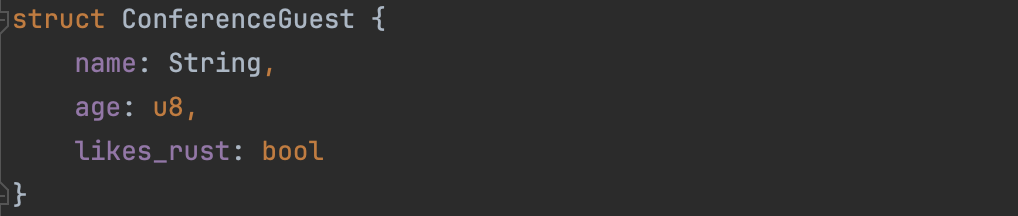 struct ConferenceGuest {
    name: String,
    age: u8,
    likes_rust: bool
}